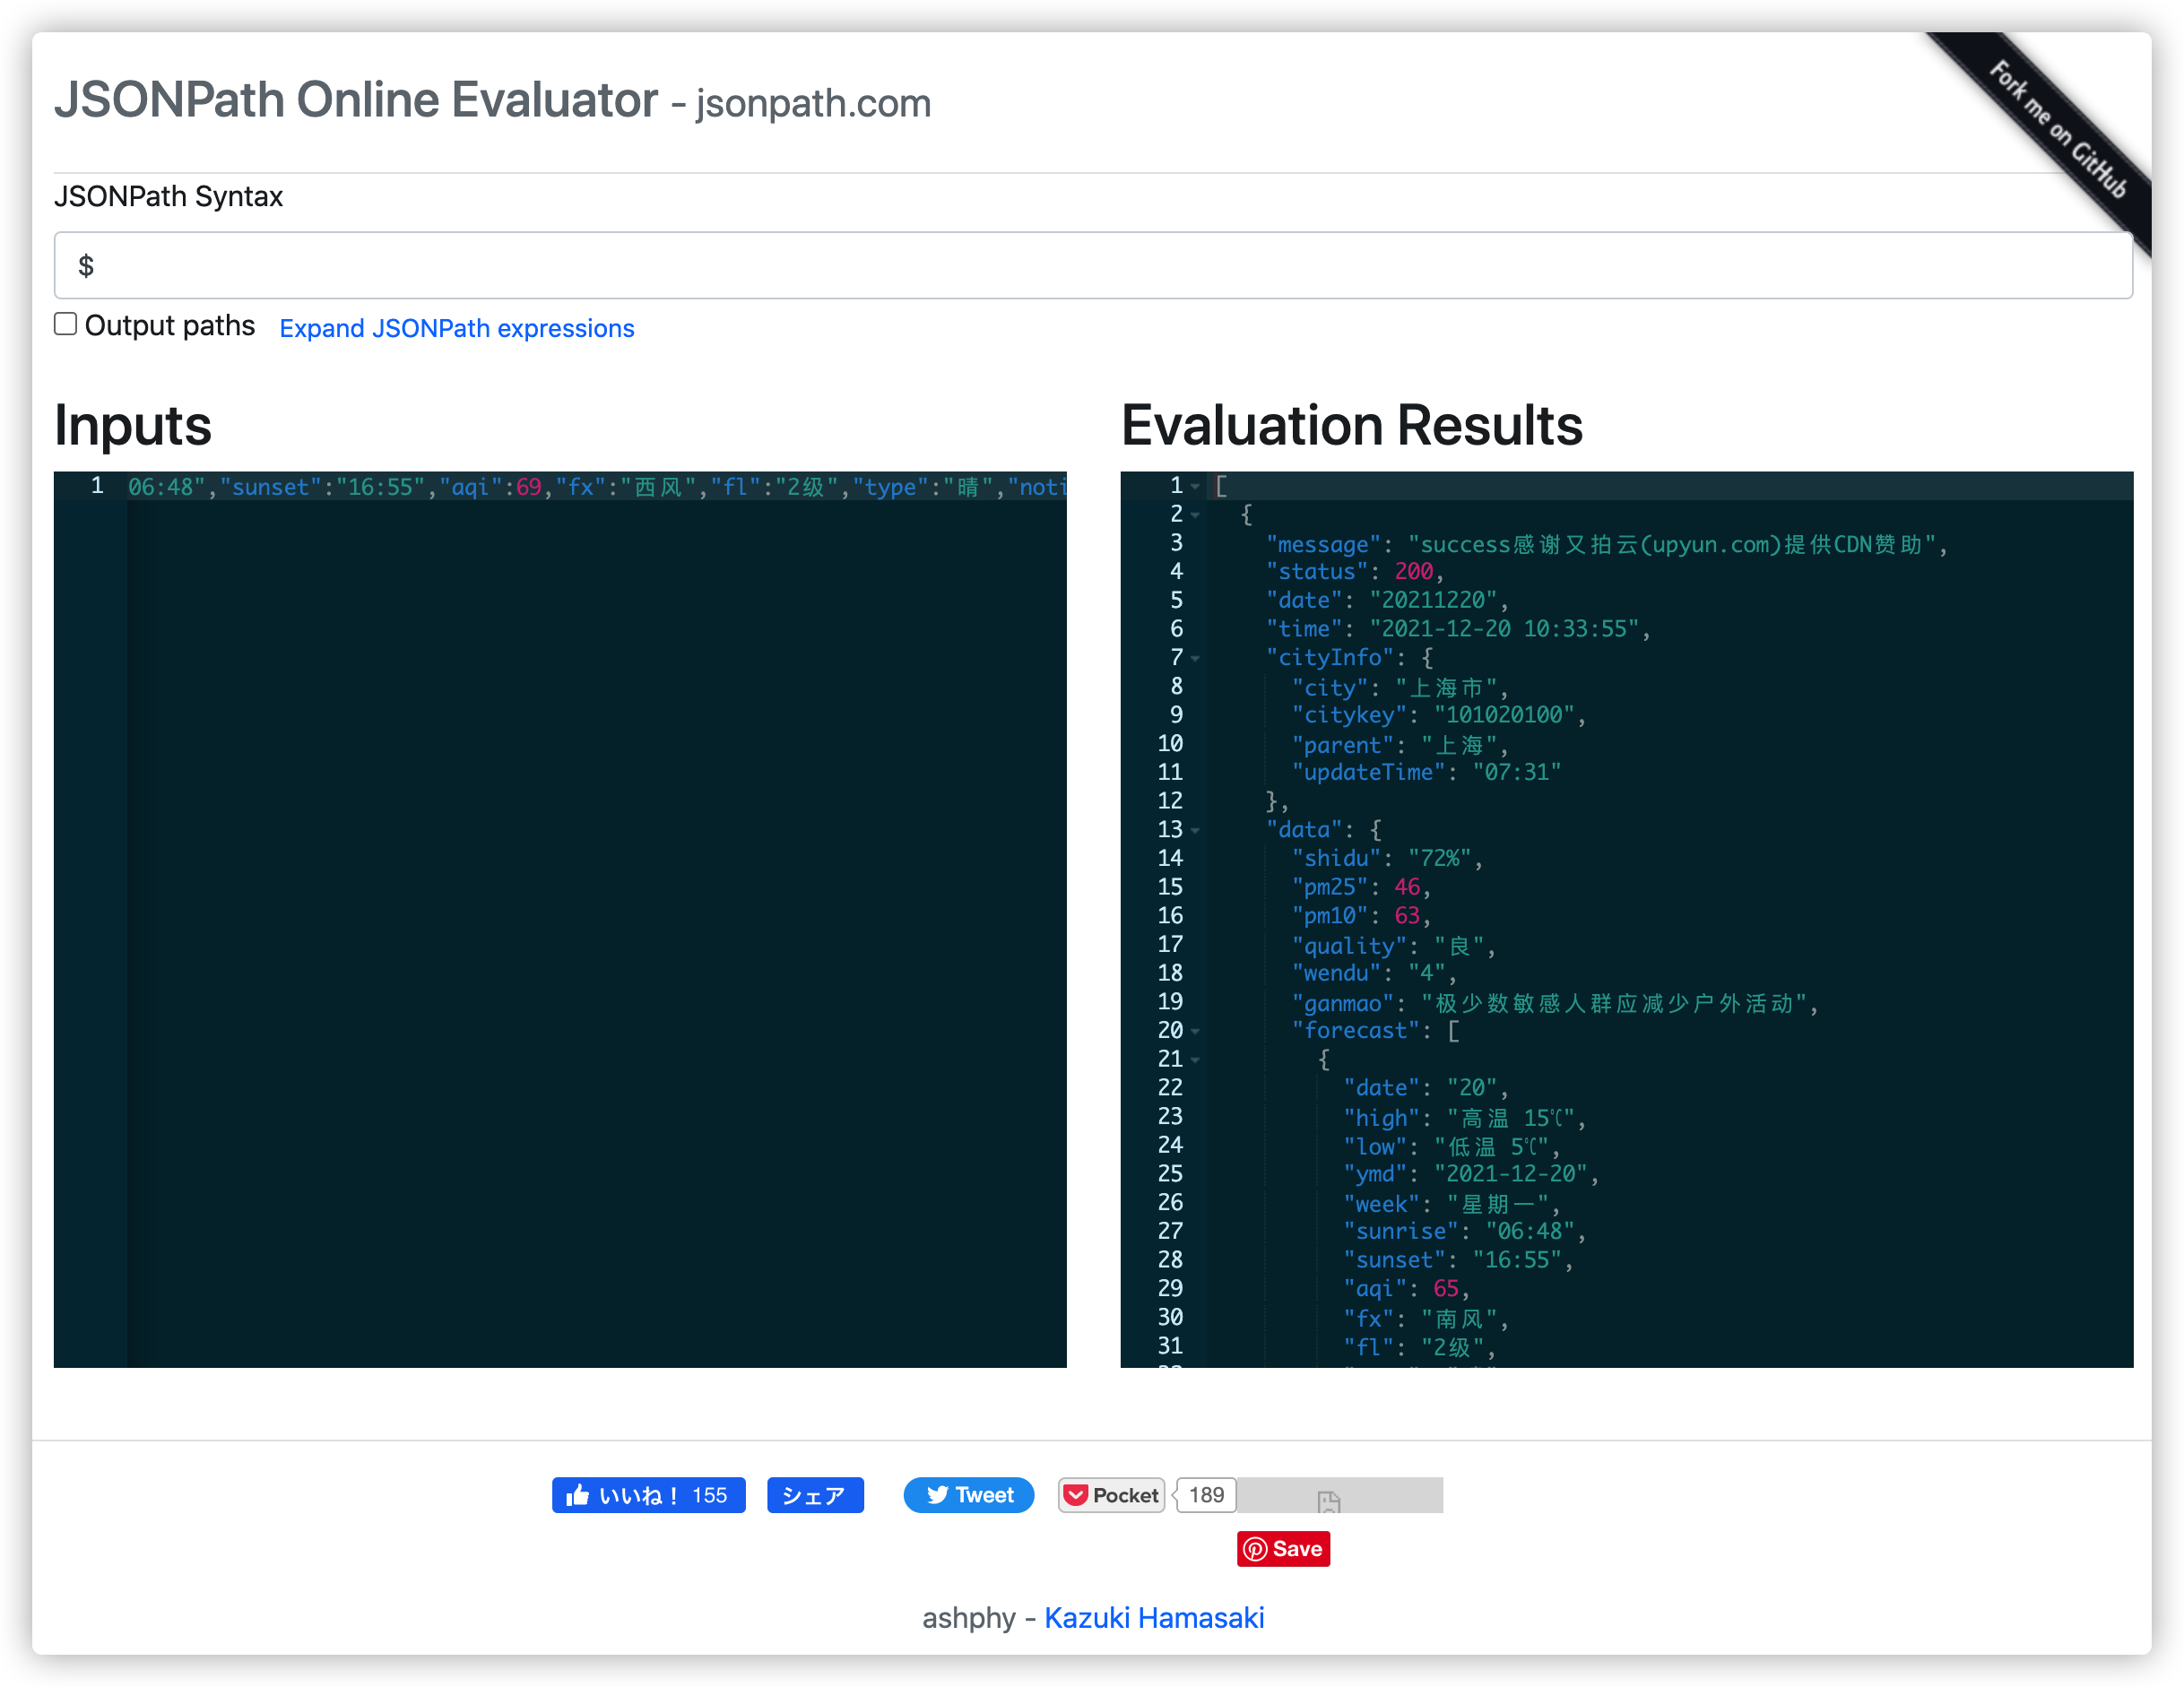 JSONPath Online Evaluator - jsonpath.com
Fork me on GitHub
JSONPath Syntax
$
Output paths Expand JSONPath expressions
Inputs
1 06:48","sunset":"16:55","aqi":69,"fx":"西风","fl":"2级","type":"晴","noti
Evaluation Results
1 [
2 {
3 "message": "success感谢又拍云(upyun.com)提供CDN赞助",
4 "status": 200,
5 "date": "20211220",
6 "time": "2021-12-20 10:33:55",
7 "cityInfo": {
8 "city": "上海市",
9 "citykey": "101020100",
10 "parent": "上海",
11 "updateTime": "07:31"
12 },
13 "data": {
14 "shidu": "72%",
15 "pm25": 46,
16 "pm10": 63,
17 "quality": "良",
18 "wendu": "4",
19 "ganmao": "极少数敏感人群应减少户外活动",
20 "forecast": [
21 {
22 "date": "20",
23 "high": "高温 15℃",
24 "low": "低温 5℃",
25 "ymd": "2021-12-20",
26 "week": "星期一",
27 "sunrise": "06:48",
28 "sunset": "16:55",
29 "aqi": 65,
30 "fx": "南风",
31 "fl": "2级",
いいね！ 155 シェア Tweet Pocket 189
Save
ashphy - Kazuki Hamasaki